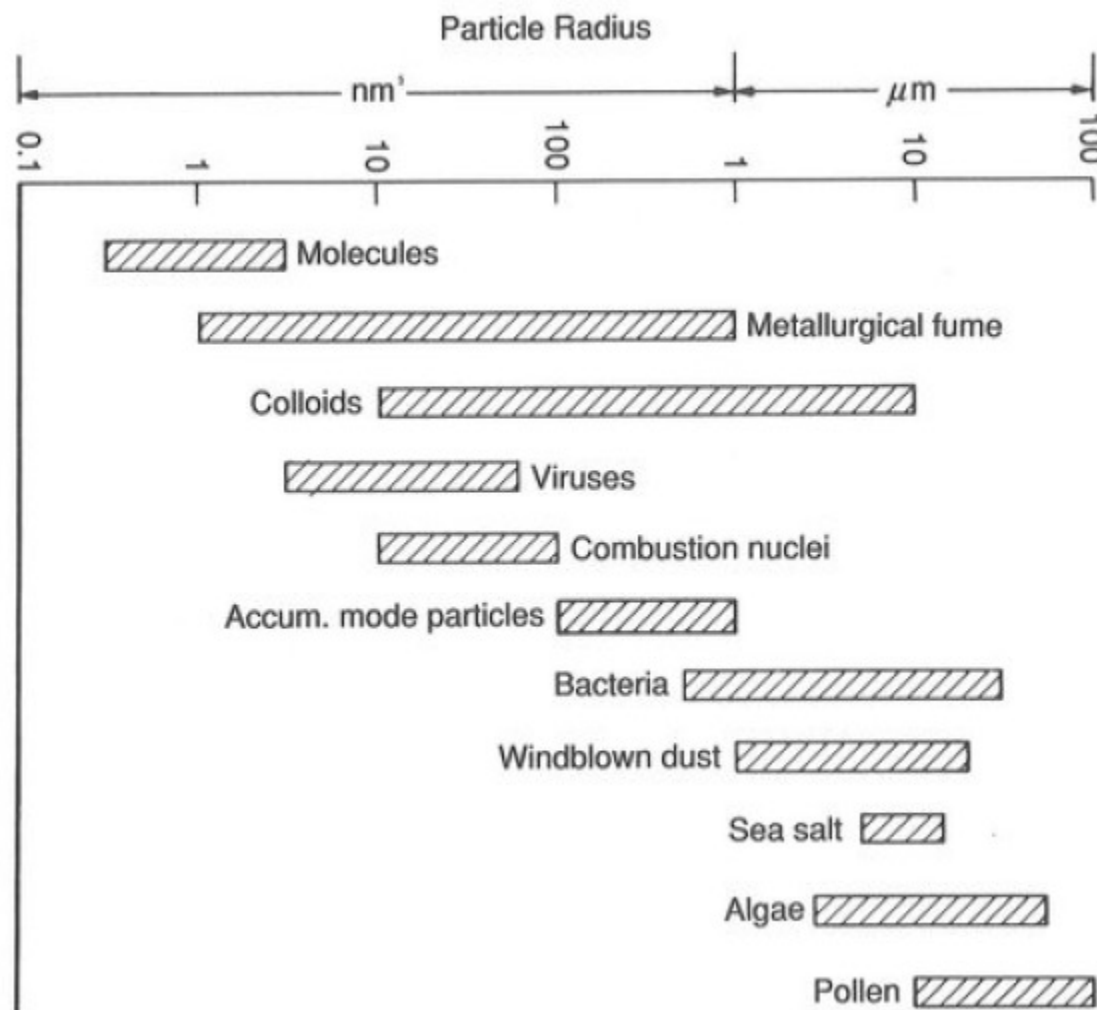 Particle Radius
nm' μm
0.1 1 10 100 1 10 100
Molecules
Metallurgical fume
Colloids
Viruses
Combustion nuclei
Accum. mode particles
Bacteria
Windblown dust
Sea salt
Algae
Pollen